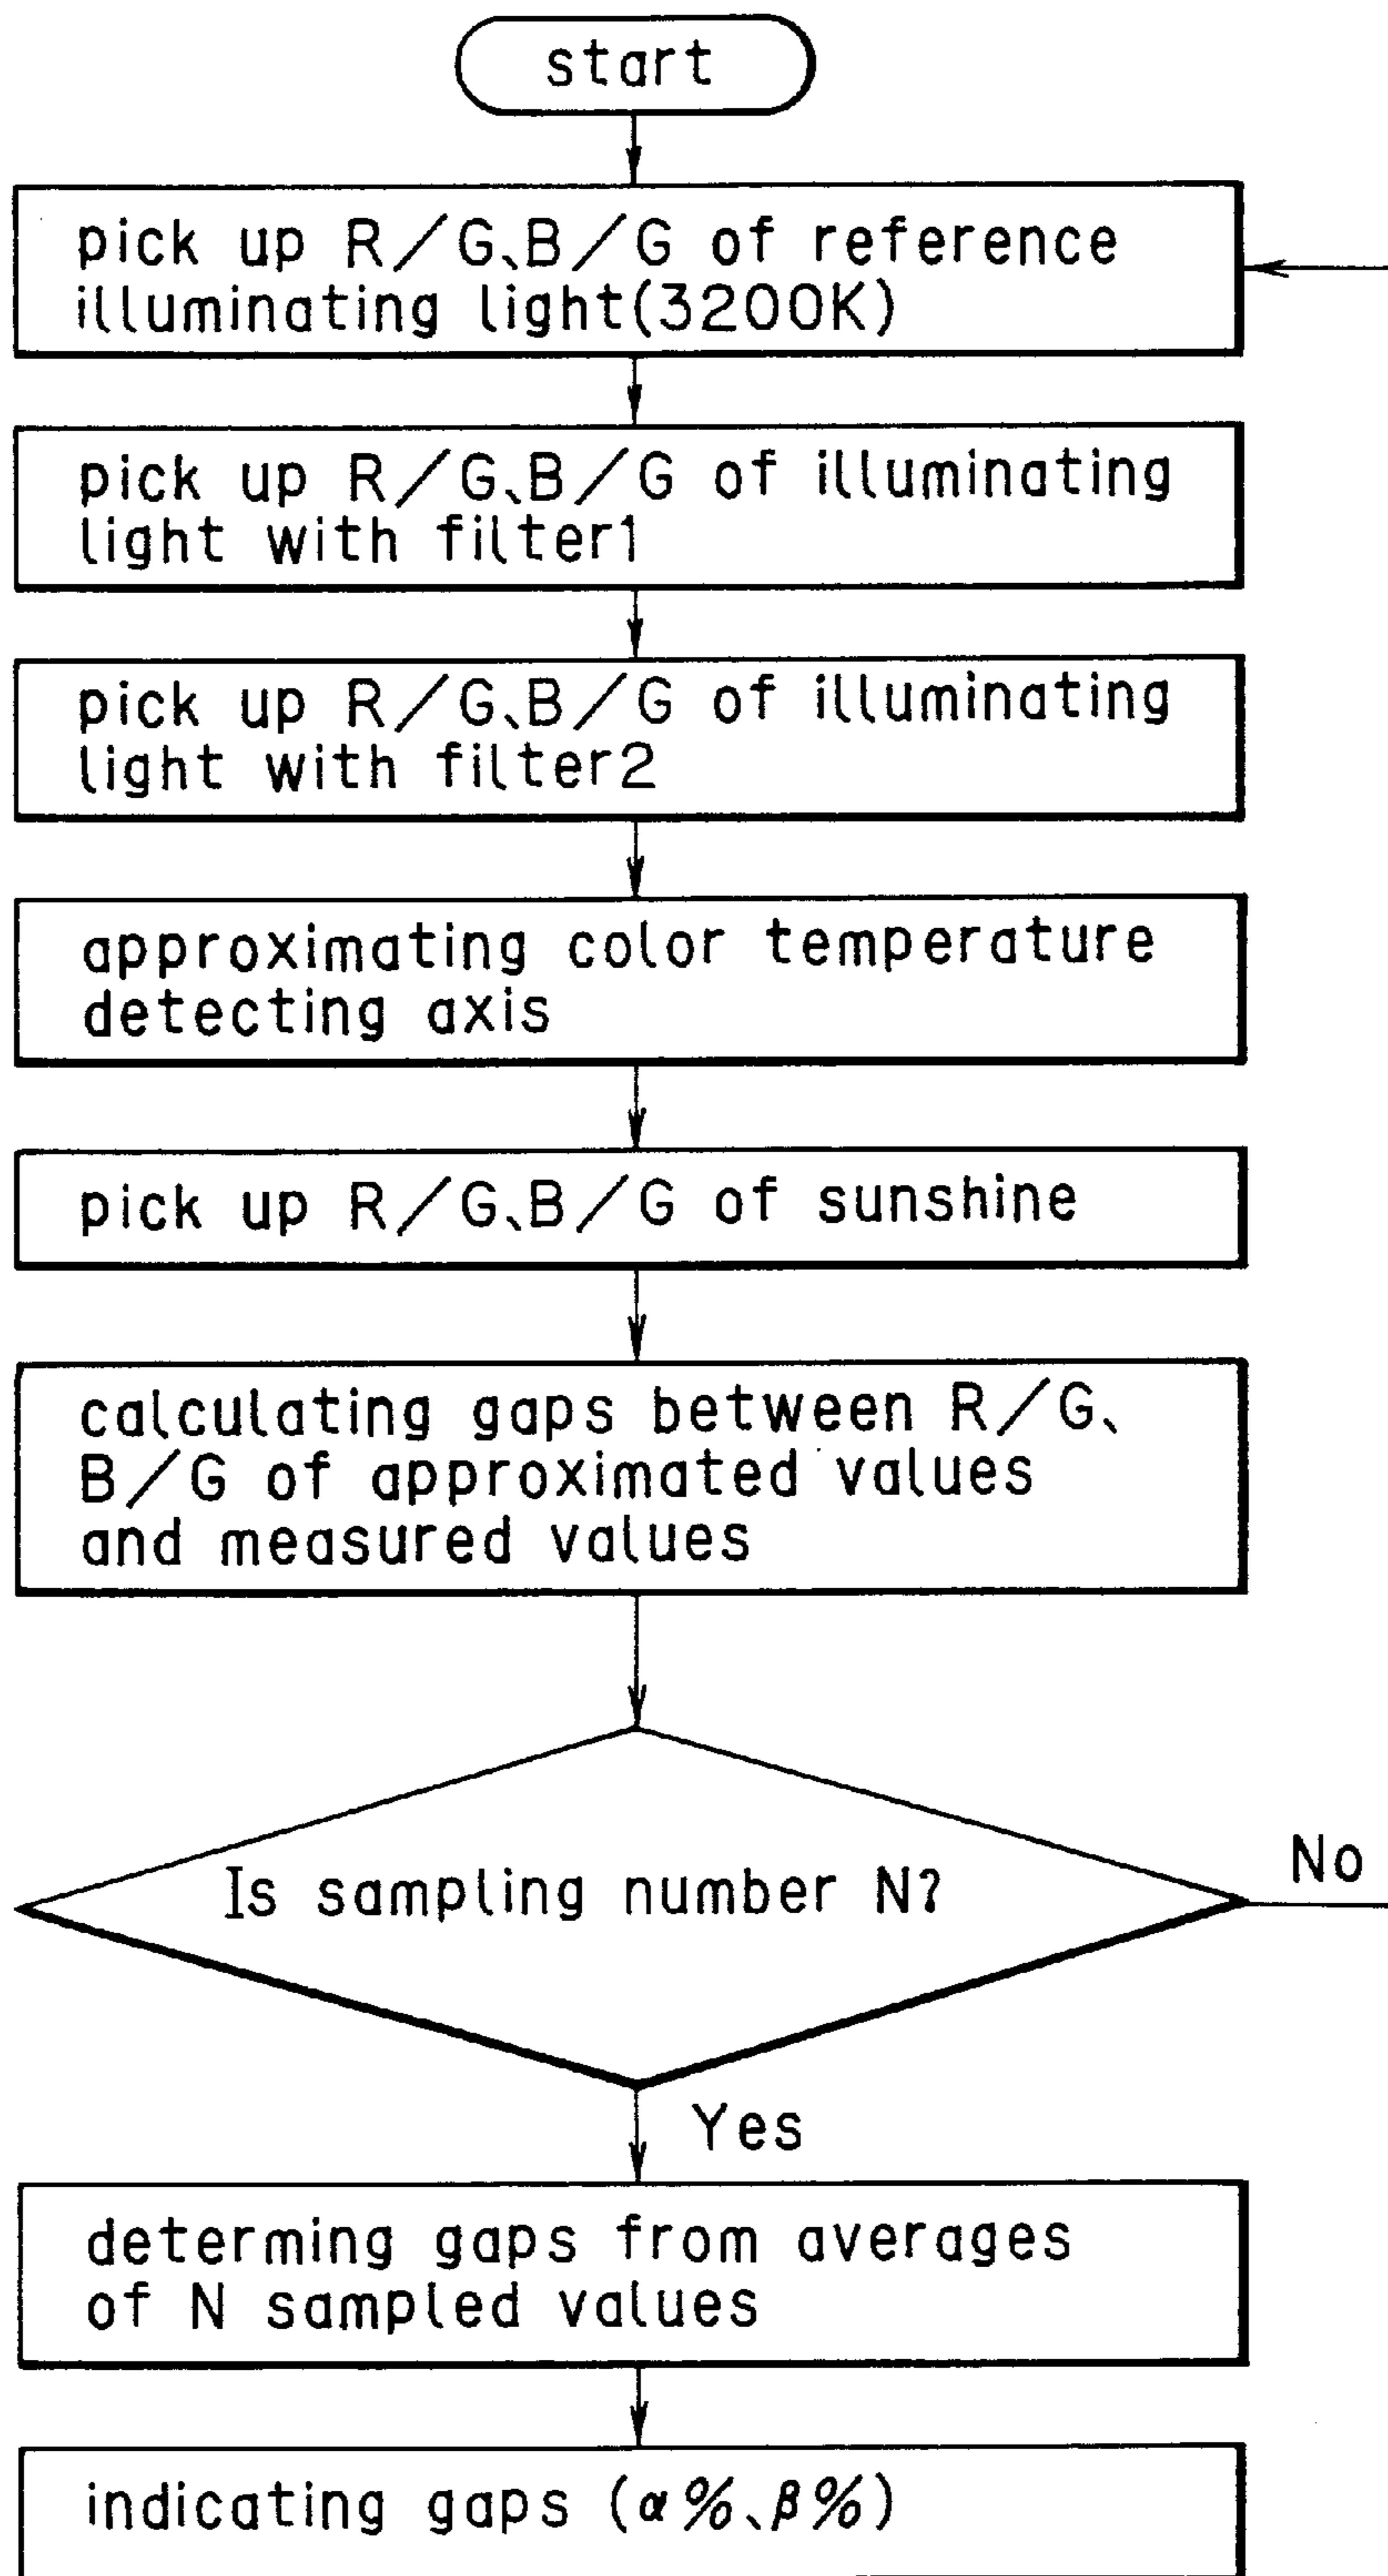 start
pick up R/G、B/G of reference
illuminating light(3200K)
pick up R/G、B/G of illuminating
light with filter1
pick up R/G、B/G of illuminating
light with filter2
approximating color temperature
detecting axis
pick up R/G、B/G of sunshine
calculating gaps between R/G、
B/G of approximated values
and measured values
Is sampling number N?
No
Yes
determing gaps from averages
of N sampled values
indicating gaps (α%、β%)